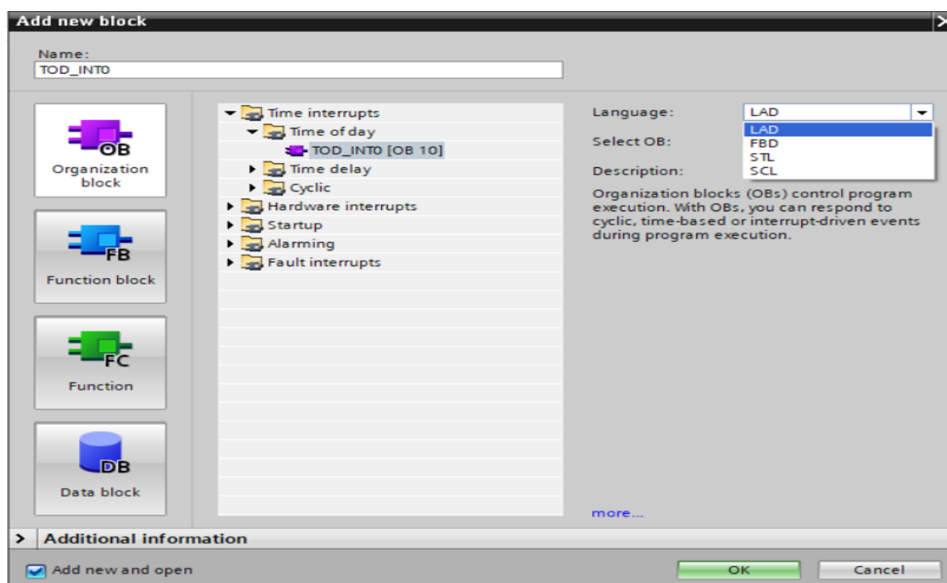 Add new block
Name:
TOD_INT0
OB
Organization
block
FB
Function block
FC
Function
DB
Data block
Time interrupts
Time of day
TOD_INT0 [OB 10]
Time delay
Cyclic
Hardware interrupts
Startup
Alarming
Fault interrupts
Language:
LAD
LAD
FBD
STL
SCL
Select OB:
Description:
Organization blocks (OBs) control program
execution. With OBs, you can respond to
cyclic, time-based or interrupt-driven events
during program execution.
more...
Additional information
Add new and open
OK
Cancel